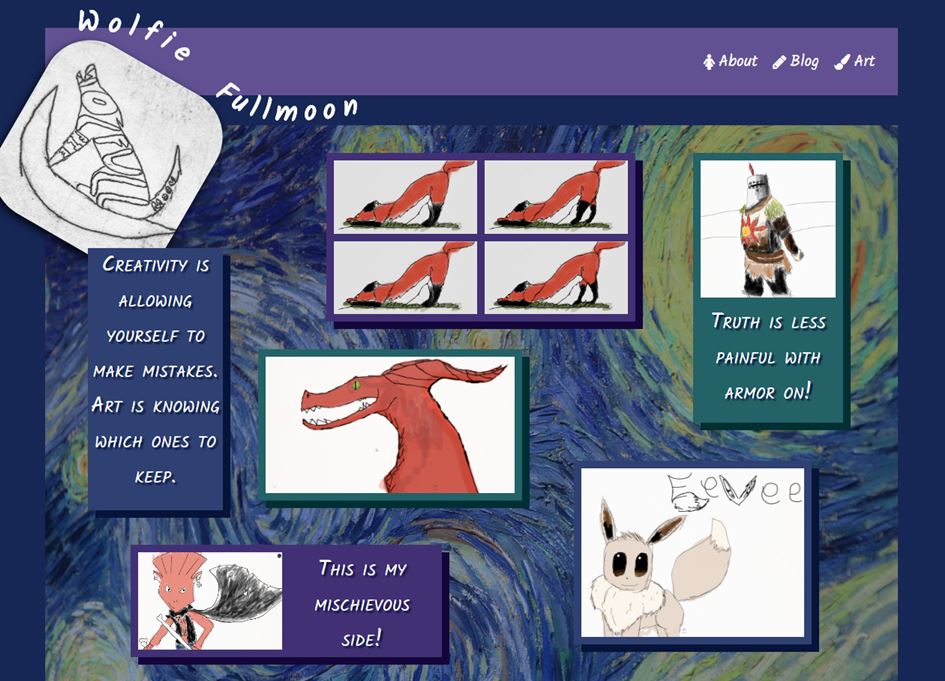 Wolfie Fullmoon
About Blog Art
Creativity is
allowing
yourself to
make mistakes.
Art is knowing
which ones to
keep.
Truth is less
painful with
armor on!
Eevee
This is my
mischievous
side!